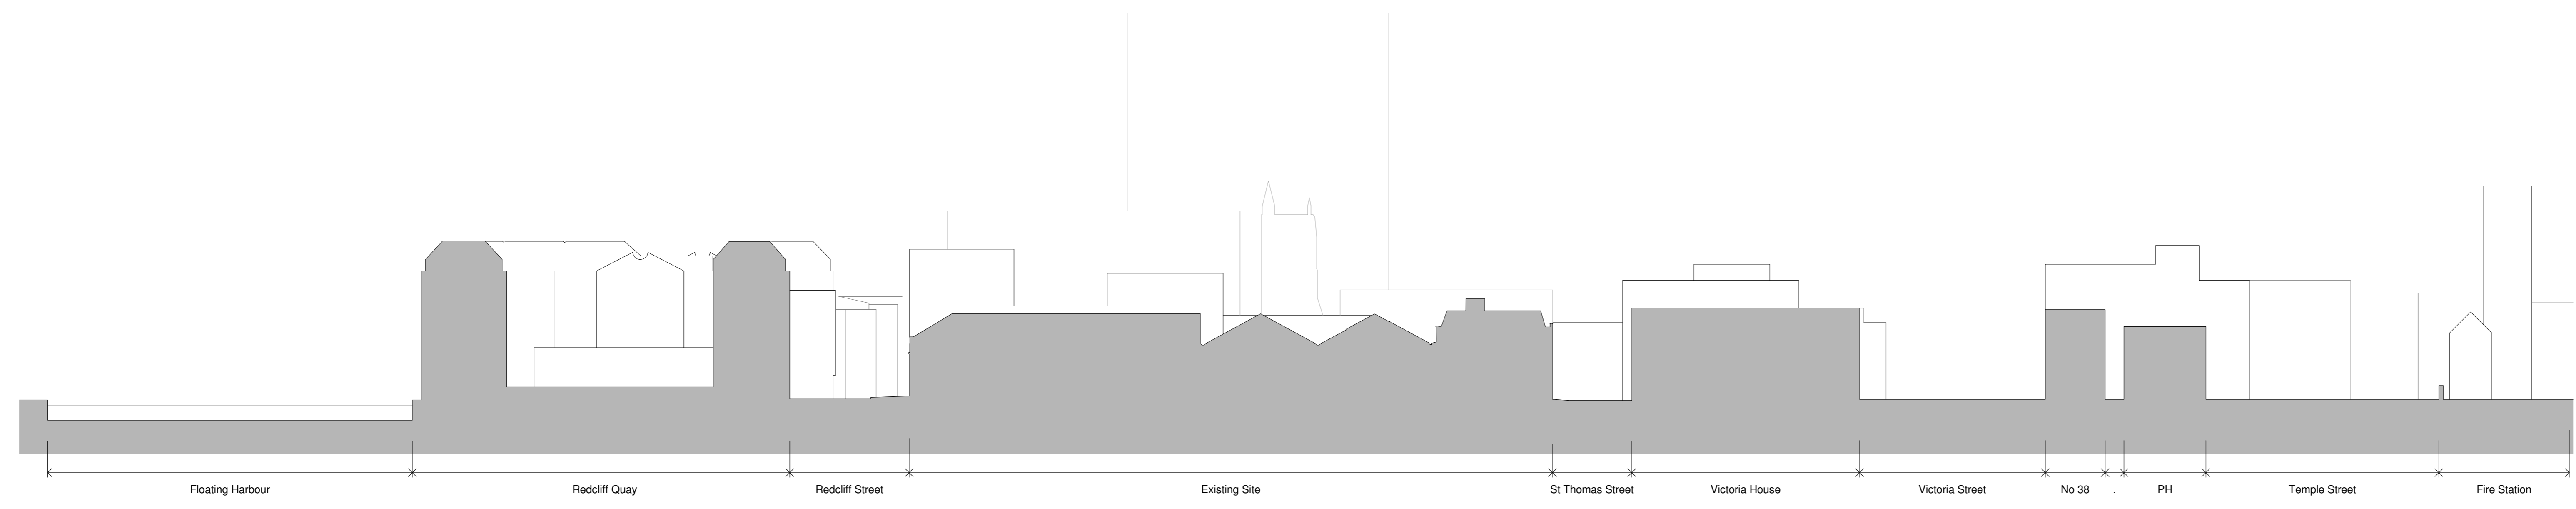 Floating Harbour Redcliff Quay Redcliff Street Existing Site St Thomas Street Victoria House Victoria Street No 38 . PH Temple Street Fire Station